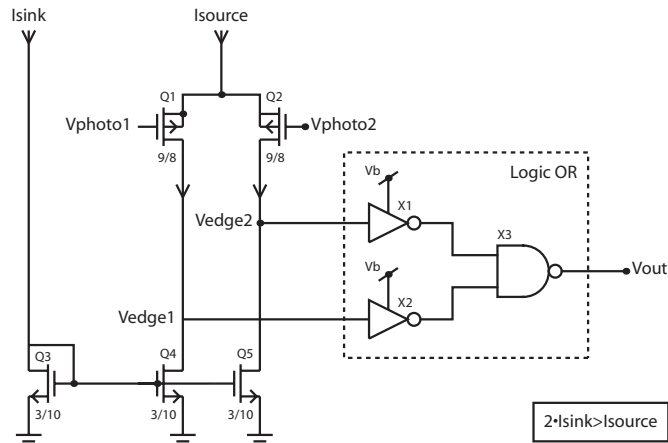 Isink
Isource
Q1
Q2
Vphoto1
Vphoto2
9/8
9/8
Logic OR
Vb
X1
Vedge2
X3
Vout
Vb
Vedge1
X2
Q3
Q4
Q5
3/10
3/10
3/10
2•Isink>Isource